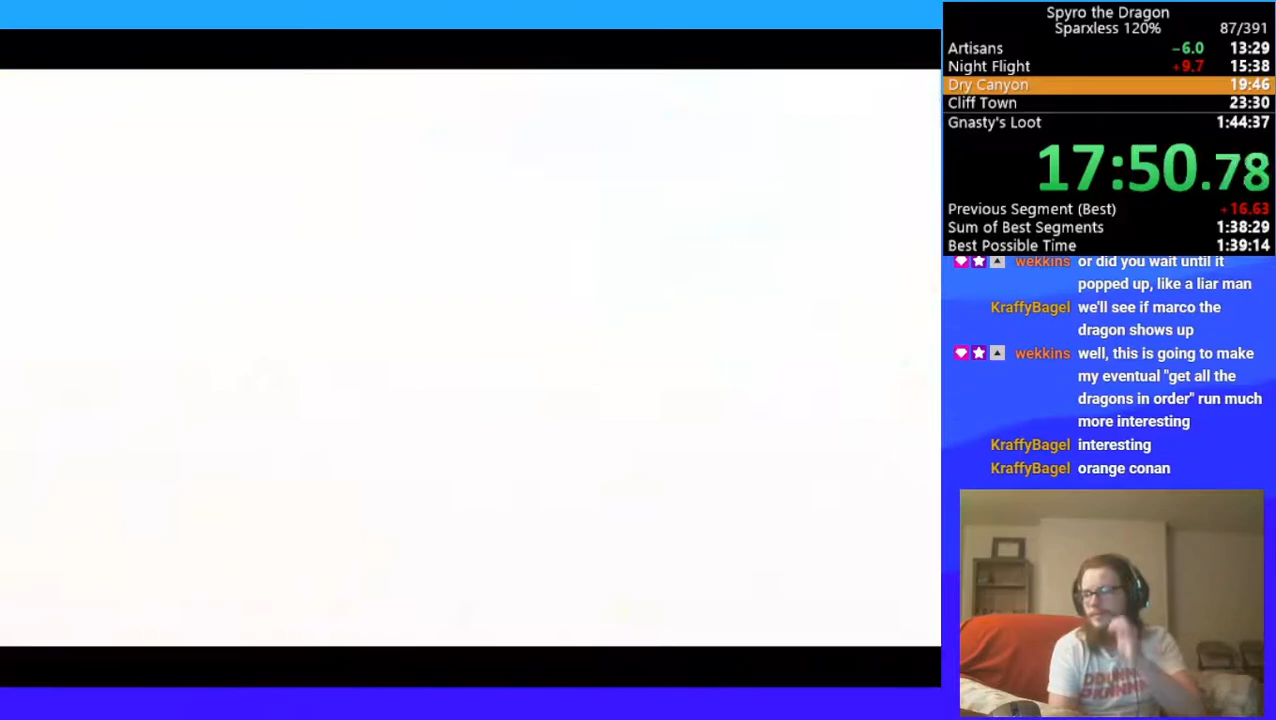 Spyro the Dragon
Sparxless 120% 87/391
Artisans -6.0 13:29
Night Flight +9.7 15:38
Dry Canyon 19:46
Cliff Town 23:30
Gnasty's Loot 1:44:37
17:50.78
Previous Segment (Best) +16.63
Sum of Best Segments 1:38:29
Best Possible Time 1:39:14
wekkins or did you wait until it
popped up, like a liar man
KraffyBagel we'll see if marco the
dragon shows up
wekkins well, this is going to make
my eventual "get all the
dragons in order" run much
more interesting
KraffyBagel interesting
KraffyBagel orange conan